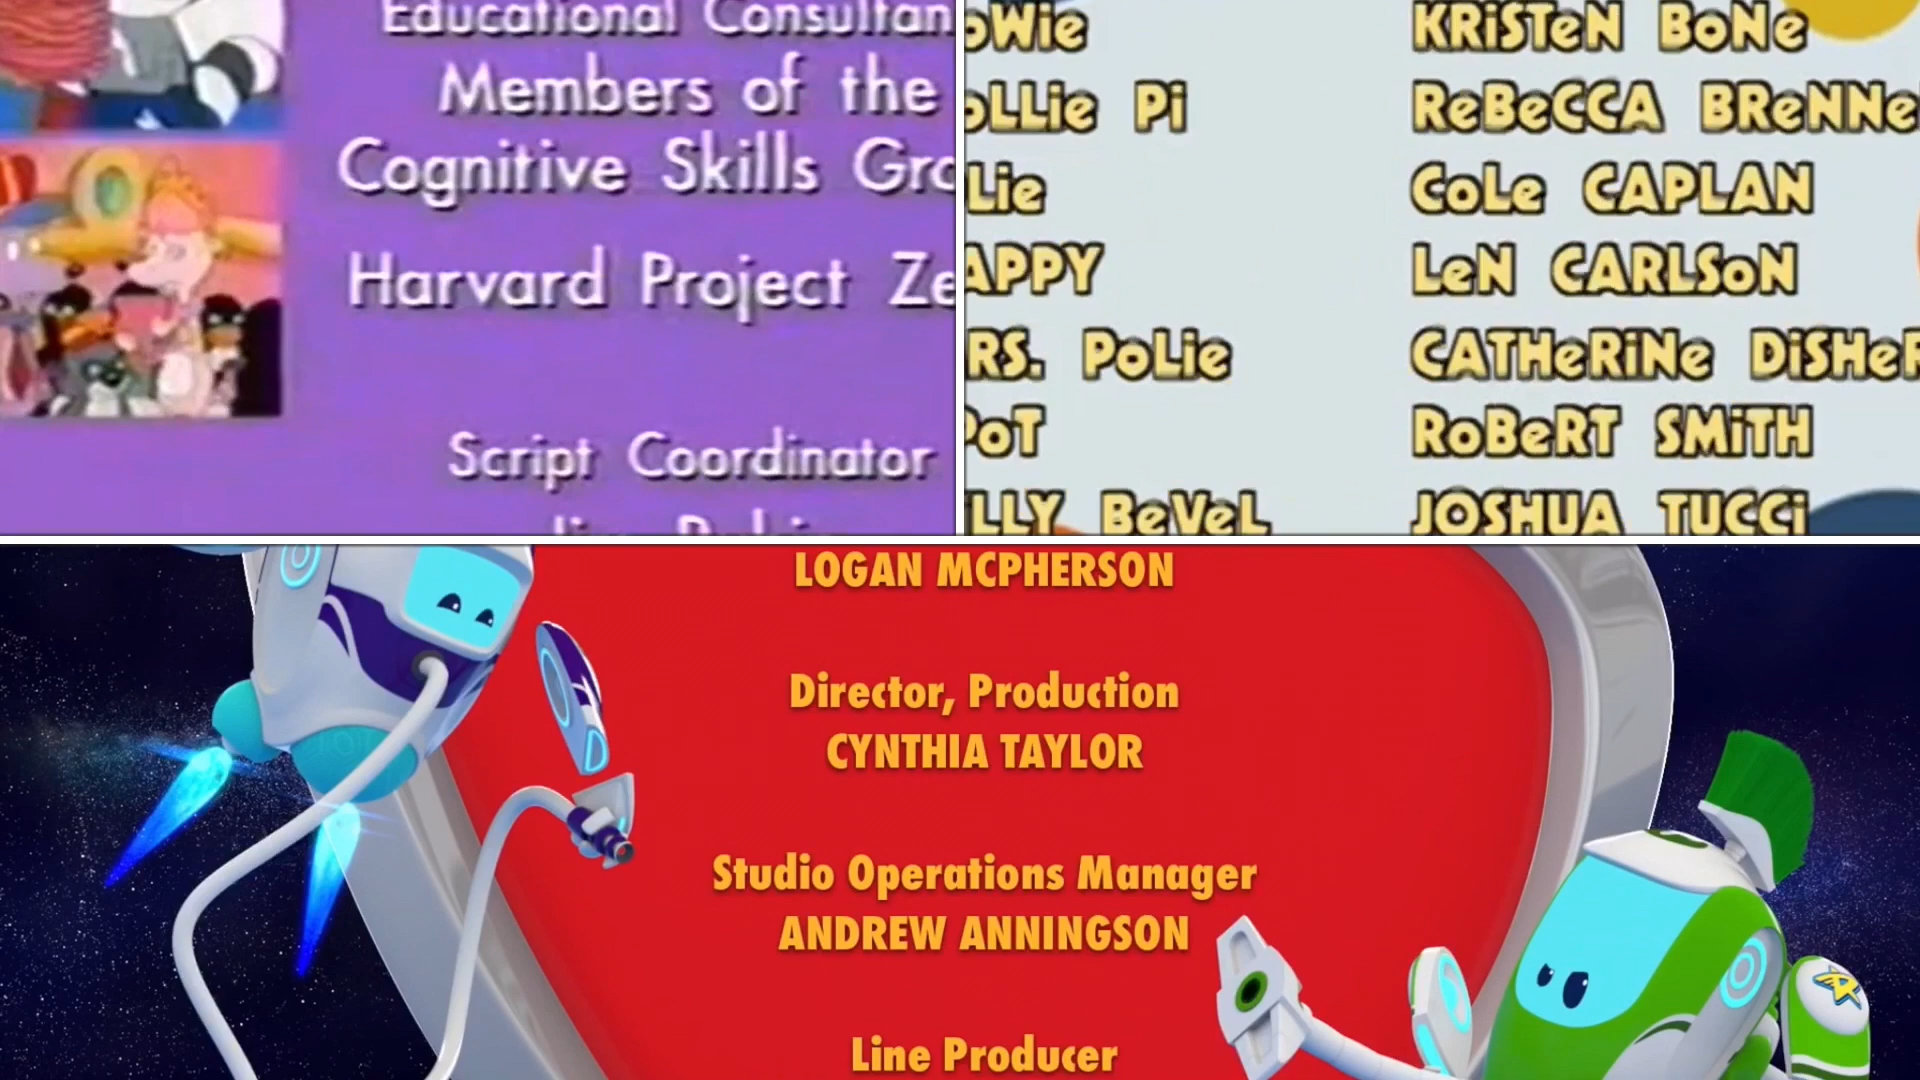 Educational Consultan
Members of the
Cognitive Skills Gro
Harvard Project Ze
Script Coordinator
oWie KRiSTeN BoNe
oLLie Pi ReBeCCA BReNNe
Lie CoLe CAPLAN
APPY LeN CARLSoN
RS. PoLie CATHeRiNe DiSHeR
PoT RoBeRT SMiTH
LLY BeVeL JOSHUA TUCCi
LOGAN MCPHERSON
Director, Production
CYNTHIA TAYLOR
Studio Operations Manager
ANDREW ANNINGSON
Line Producer